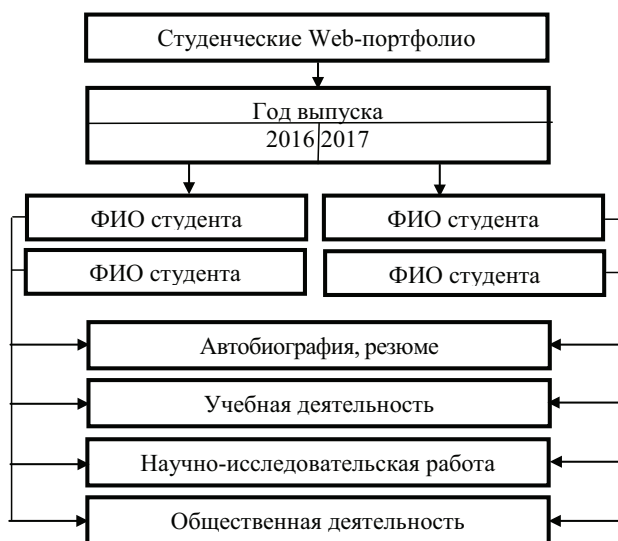 Студенческие Web-портфолио
Год выпуска
2016 2017
ФИО студента
ФИО студента
ФИО студента
ФИО студента
Автобиография, резюме
Учебная деятельность
Научно-исследовательская работа
Общественная деятельность